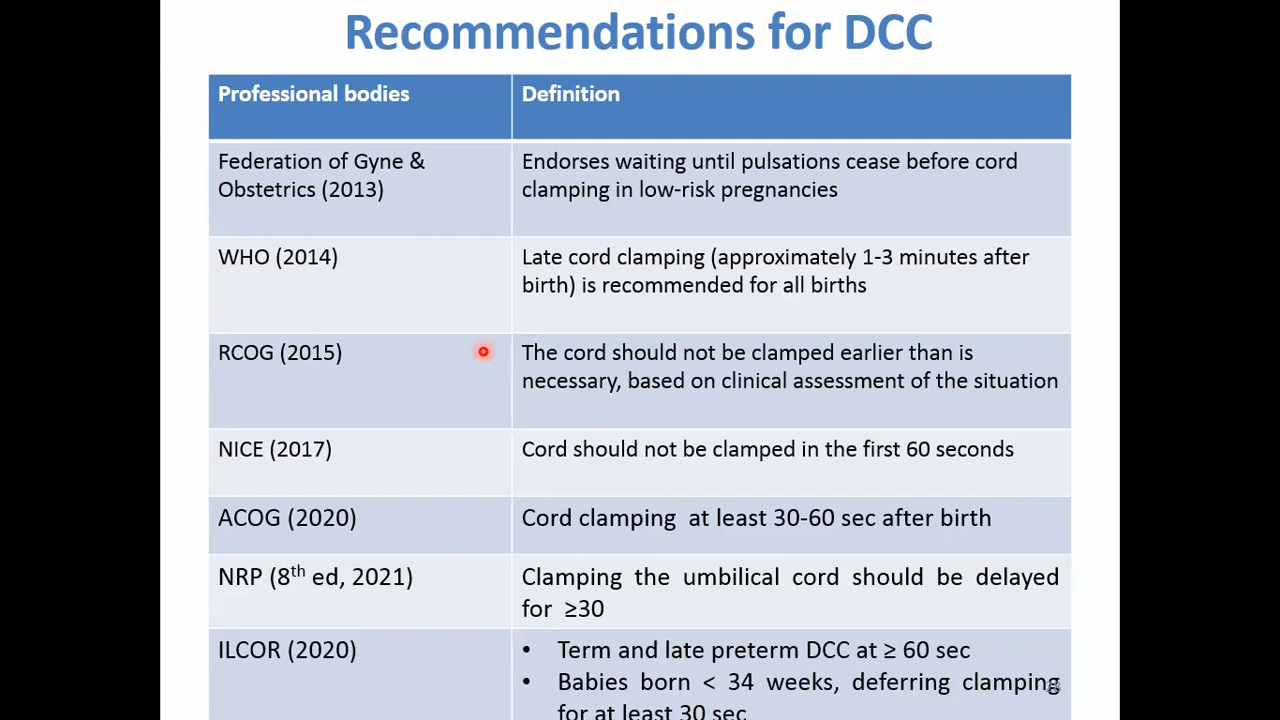 Recommendations for DCC
Professional bodies
Definition
Federation of Gyne &
Obstetrics (2013)
Endorses waiting until pulsations cease before cord
clamping in low-risk pregnancies
WHO (2014)
Late cord clamping (approximately 1-3 minutes after
birth) is recommended for all births
RCOG (2015)
The cord should not be clamped earlier than is
necessary, based on clinical assessment of the situation
NICE (2017)
Cord should not be clamped in the first 60 seconds
ACOG (2020)
Cord clamping at least 30-60 sec after birth
NRP (8th ed, 2021)
Clamping the umbilical cord should be delayed
for ≥30
ILCOR (2020)
• Term and late preterm DCC at ≥ 60 sec
• Babies born < 34 weeks, deferring clamping
for at least 30 sec